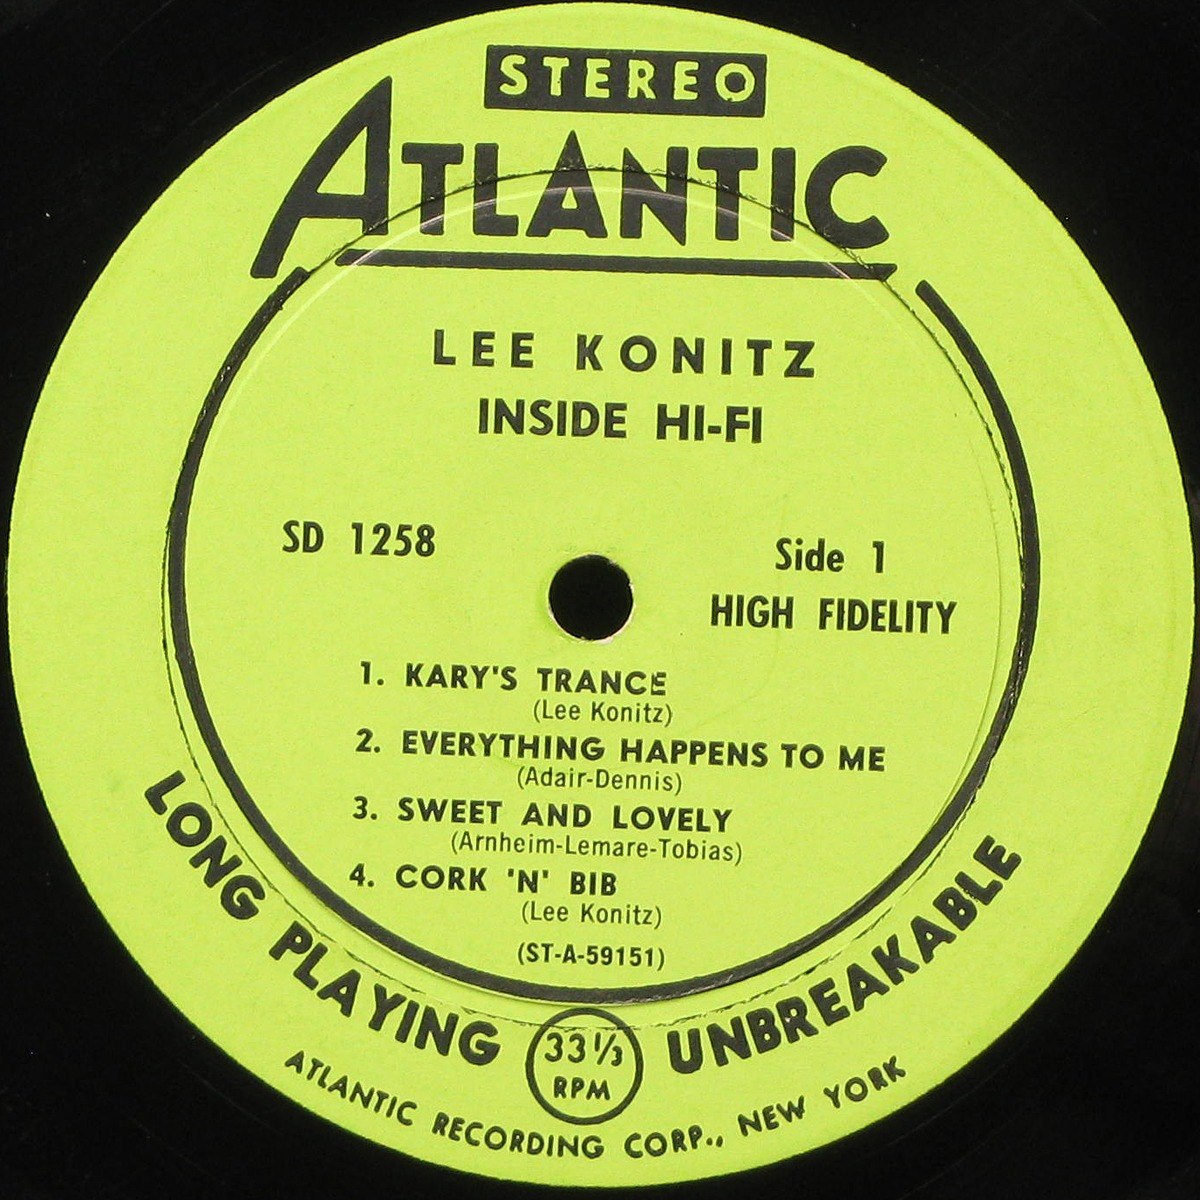 STEREO
ATLANTIC
LEE KONITZ
INSIDE HI-FI
SD 1258
Side 1
HIGH FIDELITY
1. KARY'S TRANCE
(Lee Konitz)
2. EVERYTHING HAPPENS TO ME
(Adair-Dennis)
3. SWEET AND LOVELY
(Arnheim-Lemare-Tobias)
4. CORK 'N' BIB
(Lee Konitz)
(ST-A-59151)
LONG PLAYING
33 1/3
RPM
UNBREAKABLE
ATLANTIC RECORDING CORP., NEW YORK